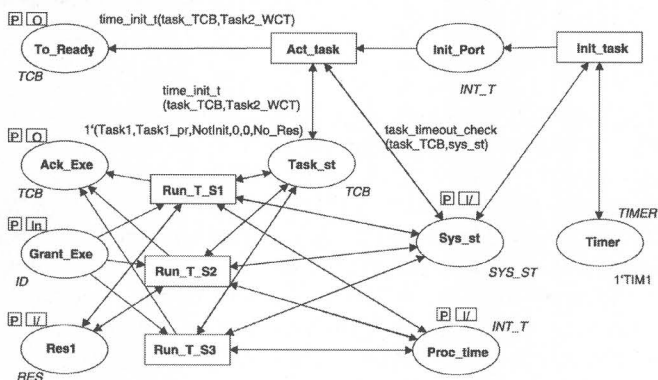 P O time_init_t(task_TCB,Task2_WCT)
To_Ready Act_task Init_Port Init_task
TCB INT_T
time_init_t
(task_TCB,Task2_WCT)
P O 1*(Task1,Task1_pr,NotInit,0,0,No_Res) task_timeout_check
(task_TCB,sys_st)
Ack_Exe Task_st
TCB Run_T_S1 TCB
P In P I/ TIMER
Grant_Exe Sys_st Timer
ID Run_T_S2 SYS_ST 1*TIM1
P I/ P I/ INT_T
Res1 Run_T_S3 Proc_time
RES